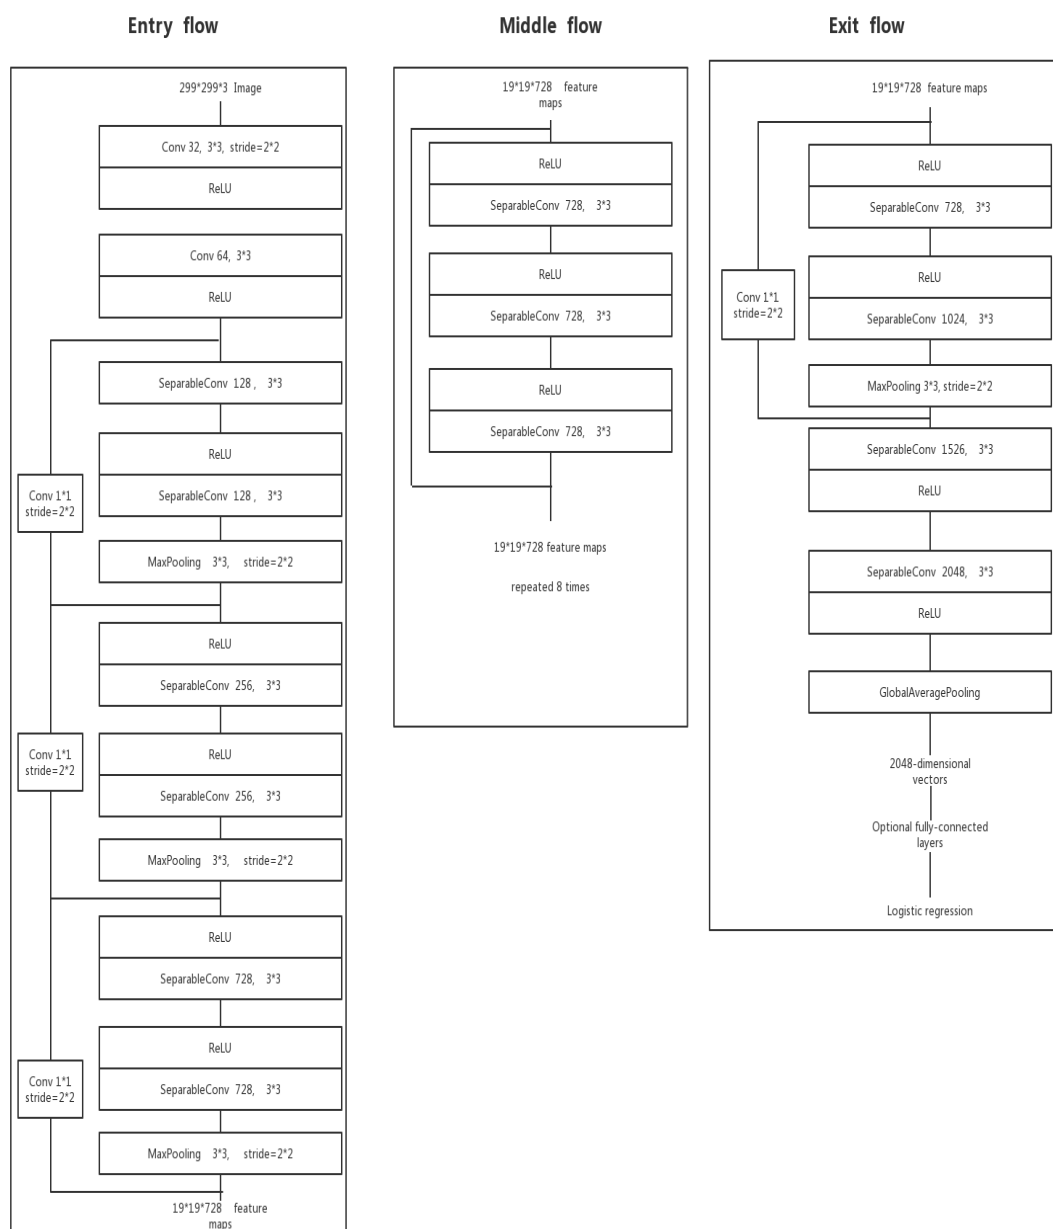 Entry flow
299*299*3 Image
Conv 32, 3*3, stride=2*2
ReLU
Conv 64, 3*3
ReLU
SeparableConv 128 , 3*3
ReLU
SeparableConv 128 , 3*3
Conv 1*1
stride=2*2
MaxPooling 3*3, stride=2*2
ReLU
SeparableConv 256, 3*3
ReLU
SeparableConv 256, 3*3
Conv 1*1
stride=2*2
MaxPooling 3*3, stride=2*2
ReLU
SeparableConv 728, 3*3
ReLU
SeparableConv 728, 3*3
Conv 1*1
stride=2*2
MaxPooling 3*3, stride=2*2
19*19*728 feature
maps
Middle flow
19*19*728 feature
maps
ReLU
SeparableConv 728, 3*3
ReLU
SeparableConv 728, 3*3
ReLU
SeparableConv 728, 3*3
19*19*728 feature maps
repeated 8 times
Exit flow
19*19*728 feature maps
ReLU
SeparableConv 728, 3*3
ReLU
SeparableConv 1024, 3*3
Conv 1*1
stride=2*2
MaxPooling 3*3, stride=2*2
SeparableConv 1526, 3*3
ReLU
SeparableConv 2048, 3*3
ReLU
GlobalAveragePooling
2048-dimensional
vectors
Optional fully-connected
layers
Logistic regression